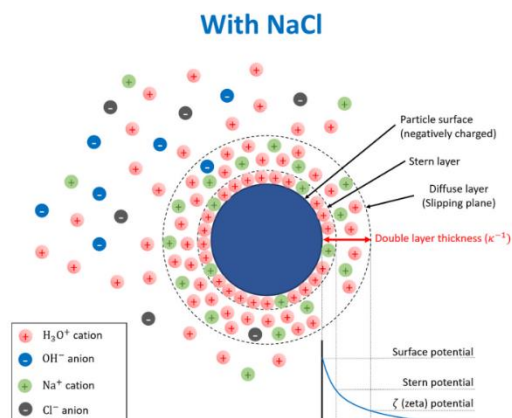 With NaCl
Particle surface
(negatively charged)
Stern layer
Diffuse layer
(Slipping plane)
Double layer thickness (κ⁻¹)
H₃O⁺ cation
OH⁻ anion
Na⁺ cation
Cl⁻ anion
Surface potential
Stern potential
ζ (zeta) potential